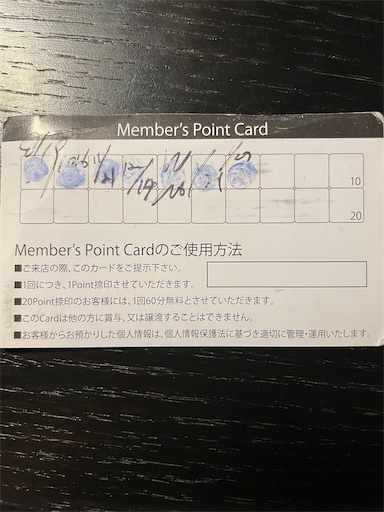 Member's Point Card
10
20
Member's Point Cardのご使用方法
■ご来店の際、このカードをご提示下さい。
■1回につき、1Point捺印させていただきます。
■20Point捺印のお客様には、1回60分無料とさせていただきます。
■このCardは他の方に賞与、又は譲渡することはできません。
■お客様からお預かりした個人情報は、個人情報保護法に基づき適切に管理・運用いたします。